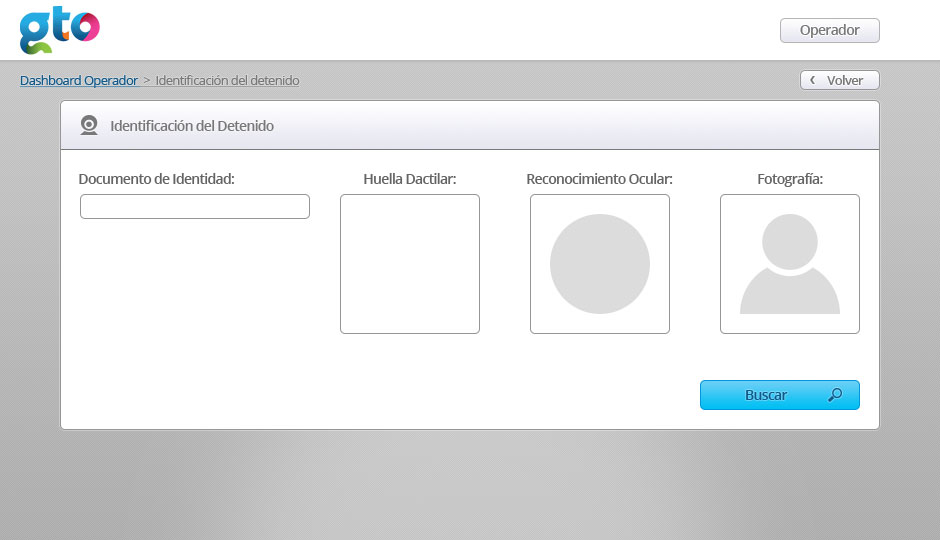 gto
Operador
Dashboard Operador > Identificación del detenido
Volver
Identificación del Detenido
Documento de Identidad:
Huella Dactilar:
Reconocimiento Ocular:
Fotografía:
Buscar